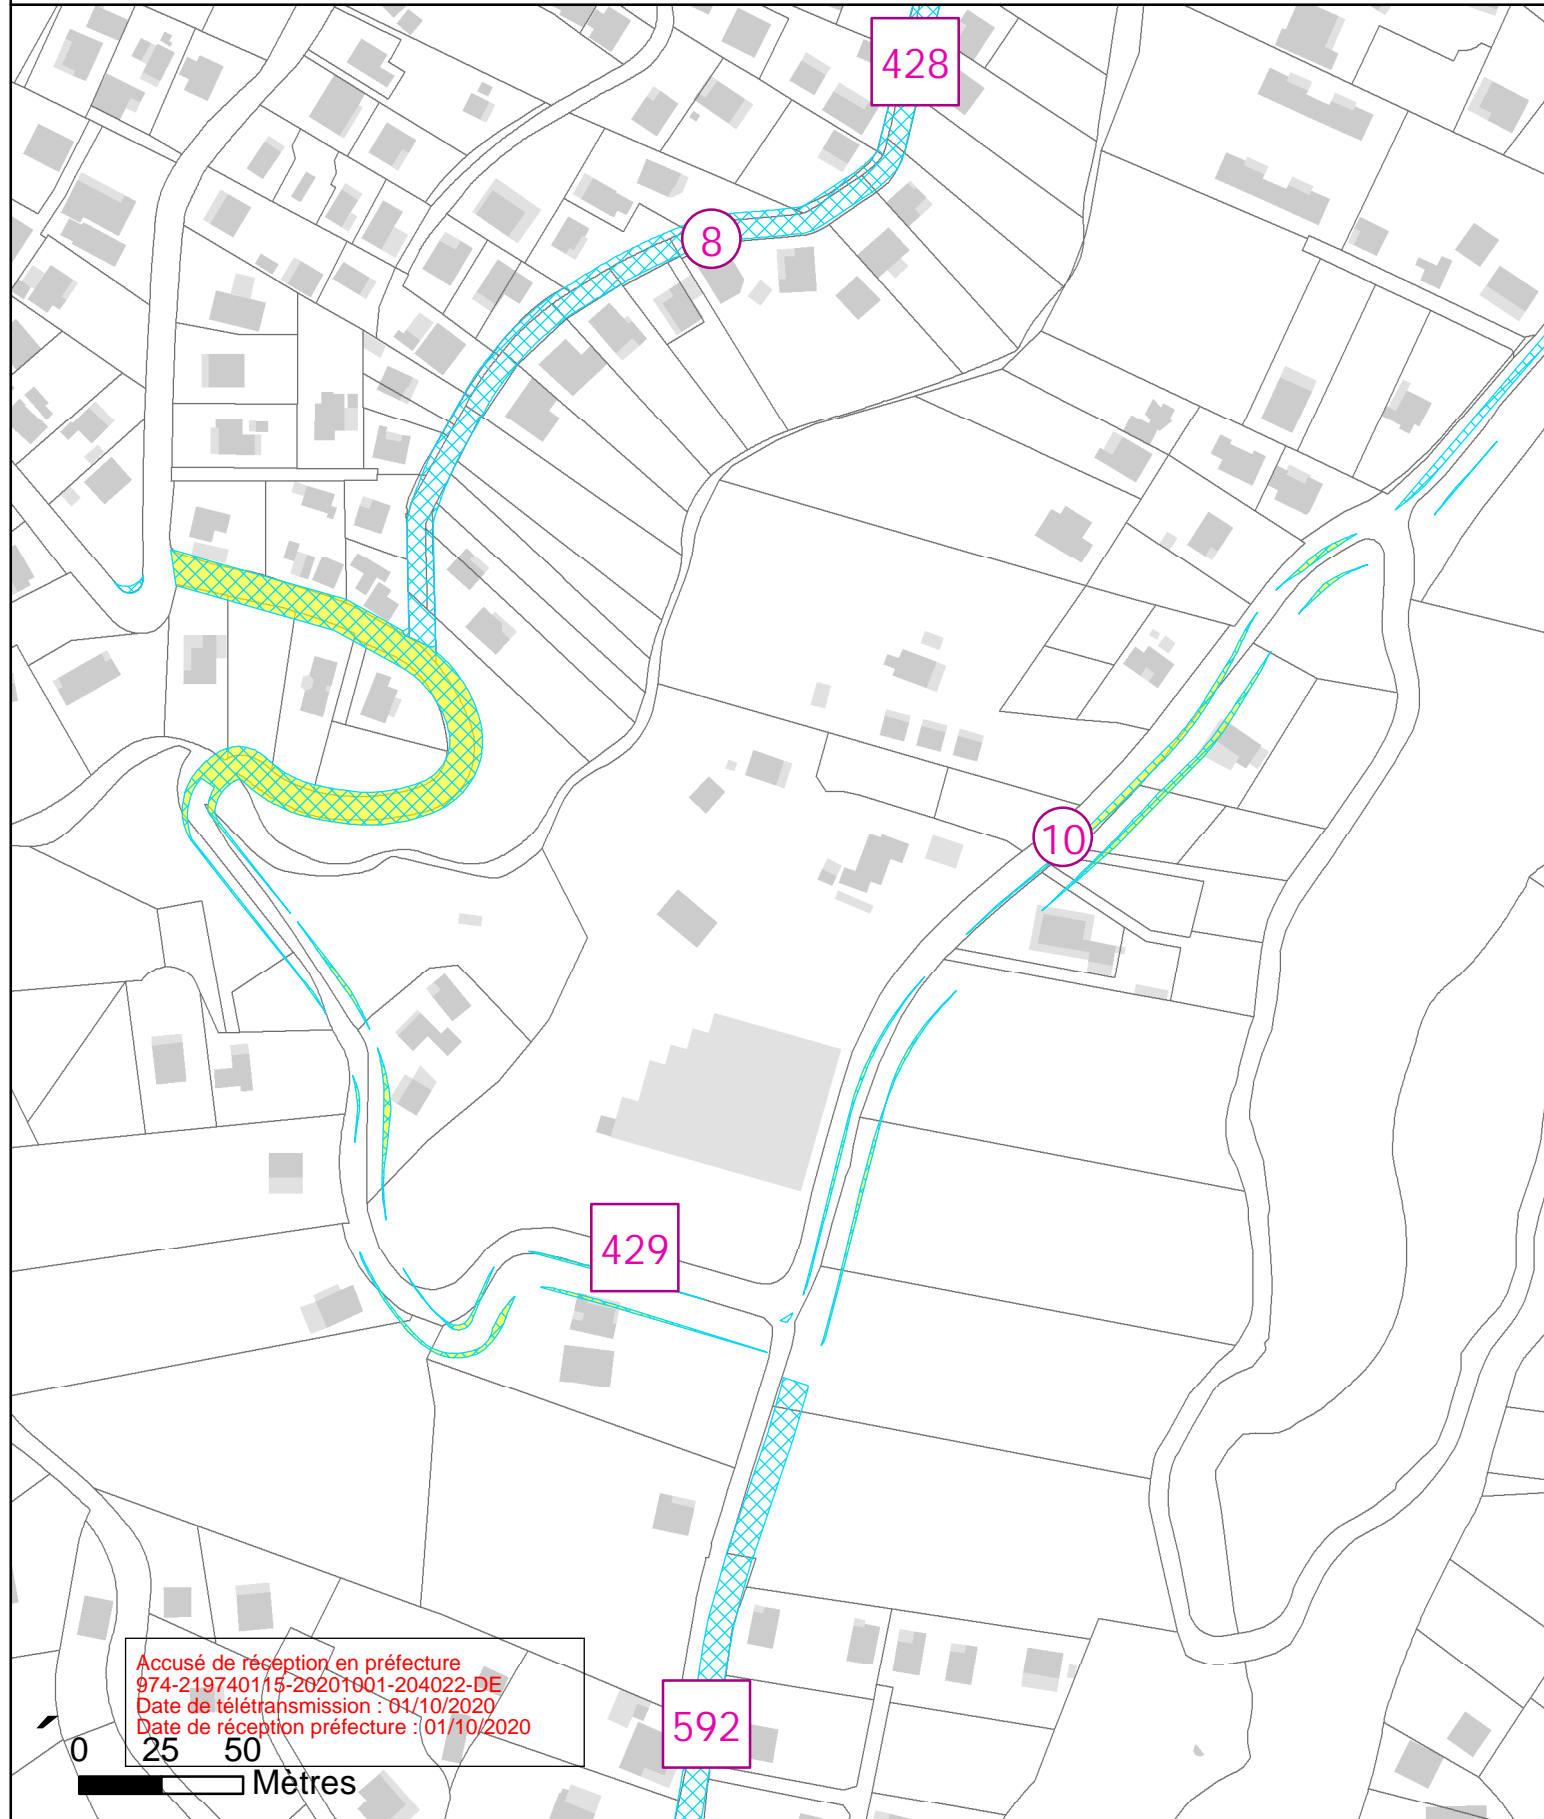 428
8
10
429
592
Accusé de réception en préfecture
974-219740115-20201001-204022-DE
Date de télétransmission : 01/10/2020
Date de réception préfecture : 01/10/2020
0 25 50
Mètres